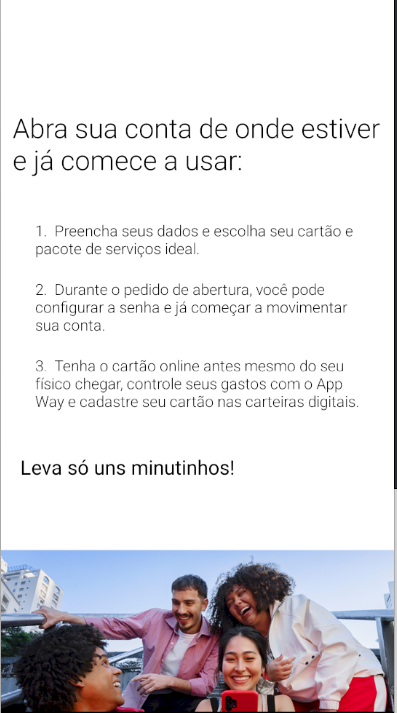 Abra sua conta de onde estiver
e já comece a usar:
1. Preencha seus dados e escolha seu cartão e
pacote de serviços ideal.
2. Durante o pedido de abertura, você pode
configurar a senha e já começar a movimentar
sua conta.
3. Tenha o cartão online antes mesmo do seu
físico chegar, controle seus gastos com o App
Way e cadastre seu cartão nas carteiras digitais.
Leva só uns minutinhos!